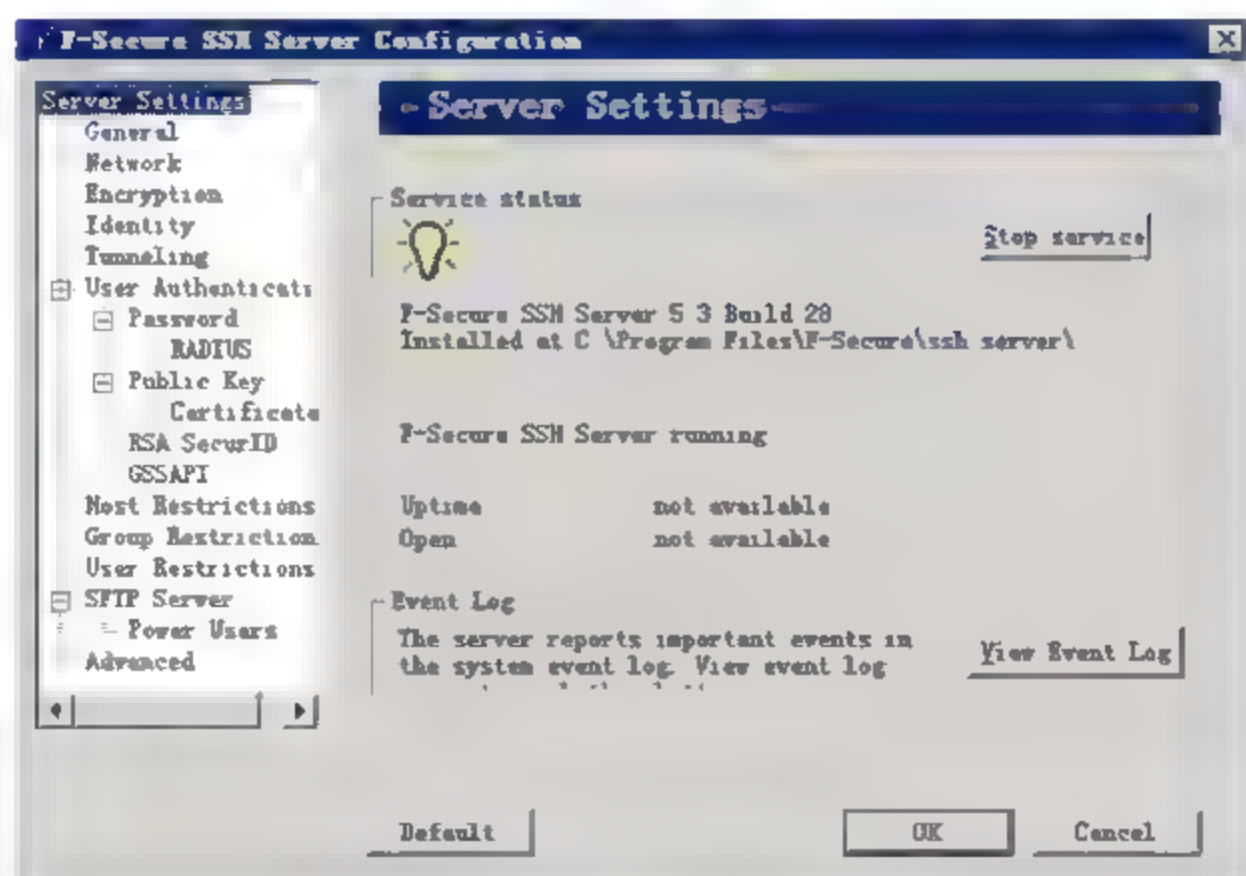 F-Secure SSH Server Configuration
Server Settings
General
Network
Encryption
Identity
Tunneling
User Authenticati
Password
RADIUS
Public Key
Certificate
RSA SecurID
GSSAPI
Host Restrictions
Group Restriction
User Restrictions
SFTP Server
Power Users
Advanced
Server Settings
Service status
Stop service
F-Secure SSH Server 5 3 Build 28
Installed at C \Program Files\F-Secure\ssh server\
F-Secure SSH Server running
Uptime not available
Open not available
Event Log
The server reports important events in
the system event log. View event log
View Event Log
Default
OK
Cancel